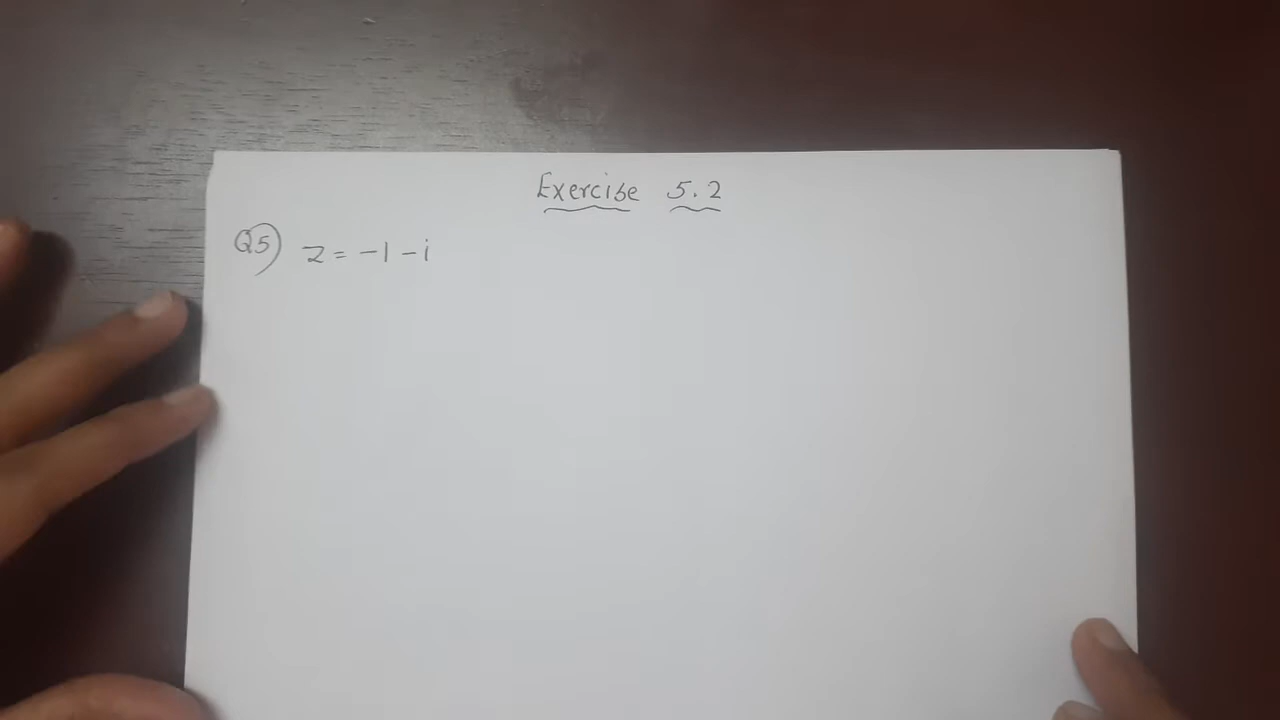 Exercise 5.2
Q5) z = -1 - i